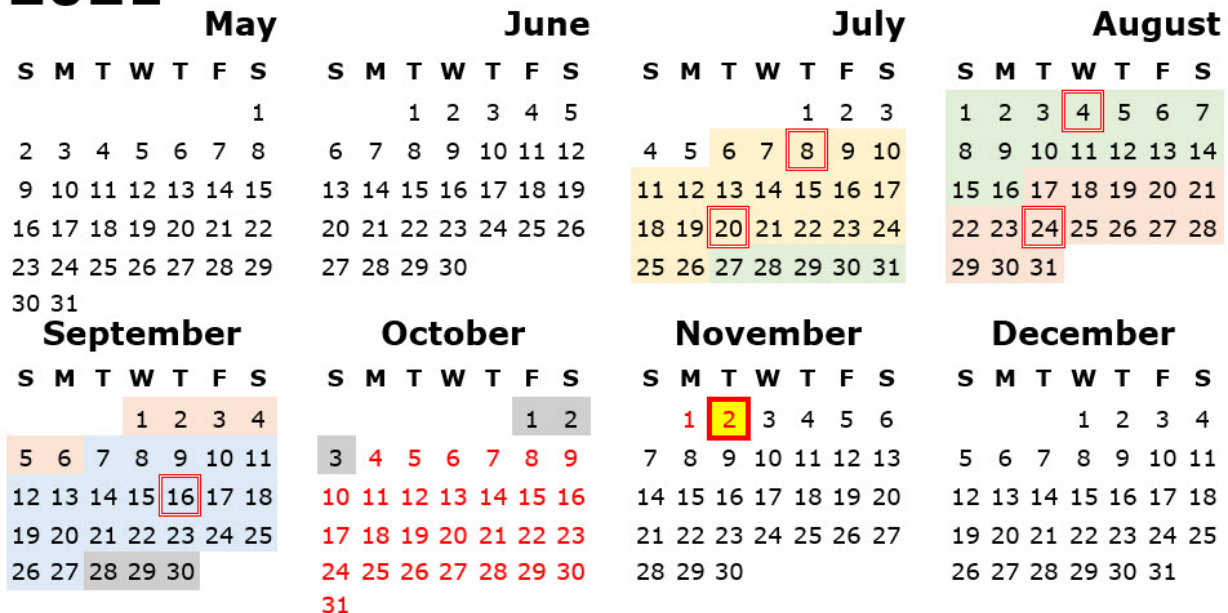 May
S M T W T F S
1
2 3 4 5 6 7 8
9 10 11 12 13 14 15
16 17 18 19 20 21 22
23 24 25 26 27 28 29
30 31
June
S M T W T F S
1 2 3 4 5
6 7 8 9 10 11 12
13 14 15 16 17 18 19
20 21 22 23 24 25 26
27 28 29 30
July
S M T W T F S
1 2 3
4 5 6 7 8 9 10
11 12 13 14 15 16 17
18 19 20 21 22 23 24
25 26 27 28 29 30 31
August
S M T W T F S
1 2 3 4 5 6 7
8 9 10 11 12 13 14
15 16 17 18 19 20 21
22 23 24 25 26 27 28
29 30 31
September
S M T W T F S
1 2 3 4
5 6 7 8 9 10 11
12 13 14 15 16 17 18
19 20 21 22 23 24 25
26 27 28 29 30
October
S M T W T F S
1 2
3 4 5 6 7 8 9
10 11 12 13 14 15 16
17 18 19 20 21 22 23
24 25 26 27 28 29 30
31
November
S M T W T F S
1 2 3 4 5 6
7 8 9 10 11 12 13
14 15 16 17 18 19 20
21 22 23 24 25 26 27
28 29 30
December
S M T W T F S
1 2 3 4
5 6 7 8 9 10 11
12 13 14 15 16 17 18
19 20 21 22 23 24 25
26 27 28 29 30 31